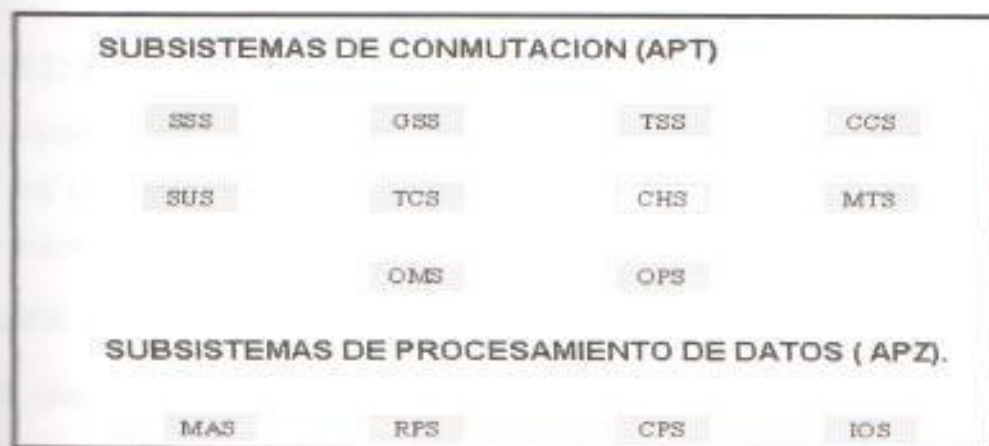 SUBSISTEMAS DE CONMUTACION (APT)
SSS GSS TSS CCS
SUS TCS CHS MTS
OMS OPS
SUBSISTEMAS DE PROCESAMIENTO DE DATOS ( APZ).
MAS RPS CPS IOS